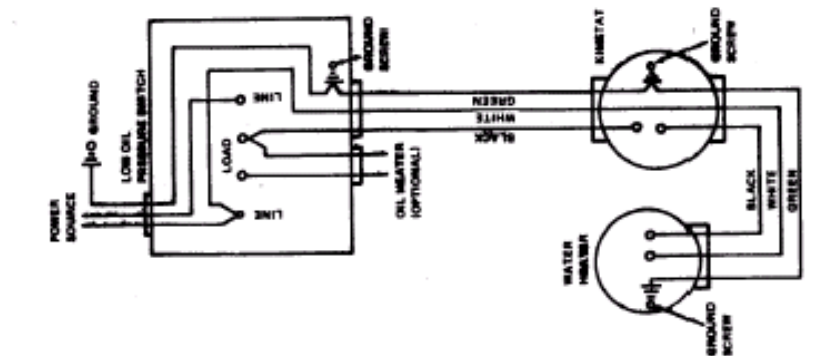 GROUND
LOW OIL
PRESSURE SWITCH
POWER
SOURCE
LINE
LOAD
LINE
GROUND
SCREW
OIL HEATER
(OPTIONAL)
GREEN
WHITE
BLACK
KIMSTAT
GROUND
SCREW
BLACK
WHITE
GREEN
WATER
HEATER
GROUND
SCREW